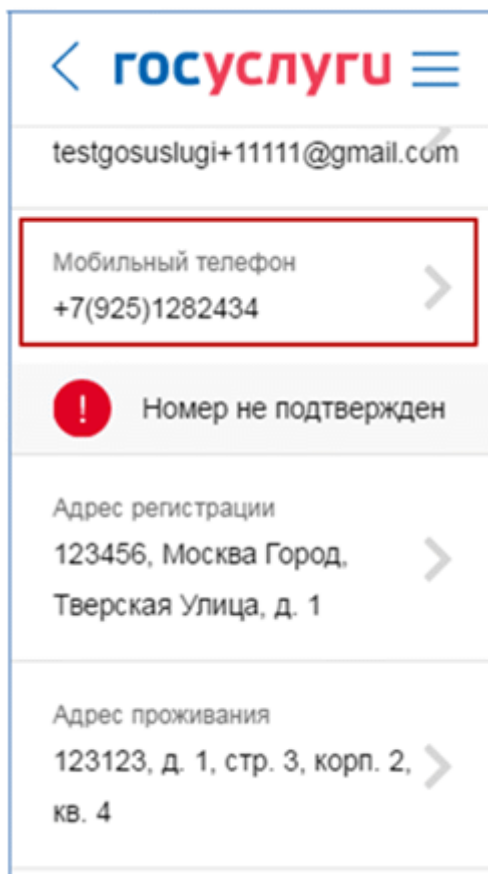 госуслуги
testgosuslugi+11111@gmail.com
Мобильный телефон
+7(925)1282434
! Номер не подтвержден
Адрес регистрации
123456, Москва Город,
Тверская Улица, д. 1
Адрес проживания
123123, д. 1, стр. 3, корп. 2,
кв. 4